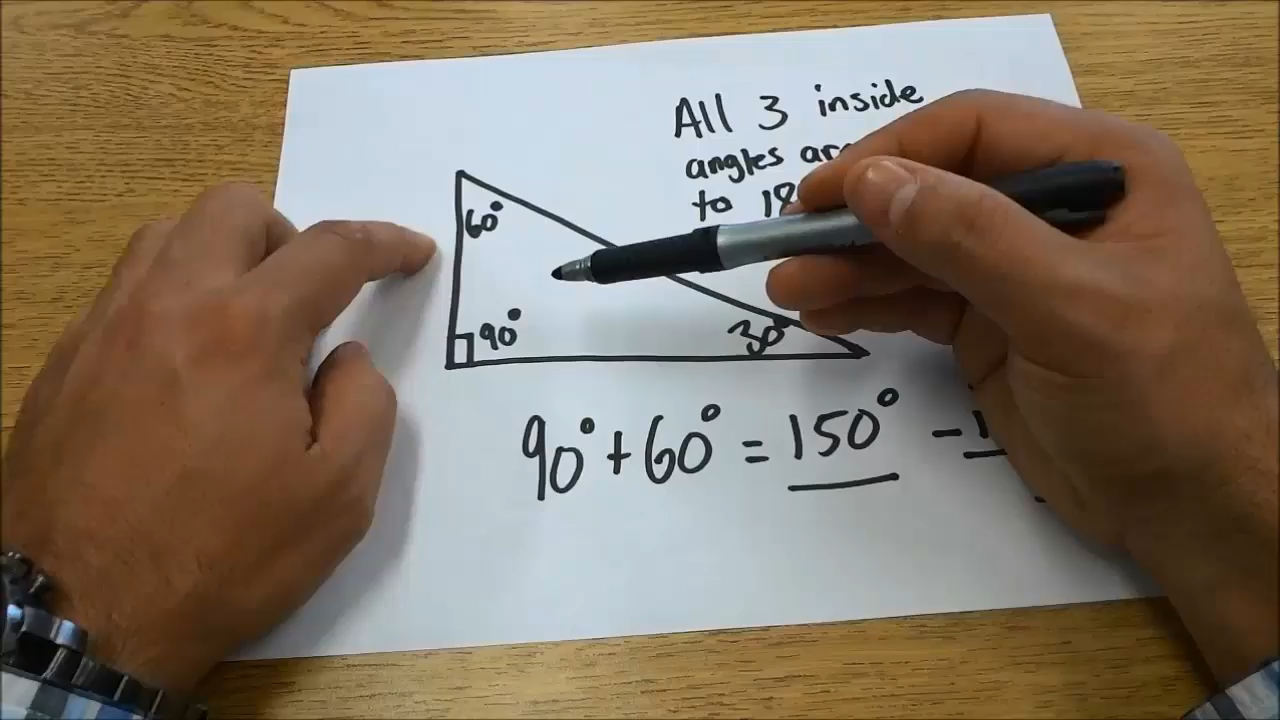 All 3 inside
angles
to
60°
90°
30°
90° + 60° = 150°